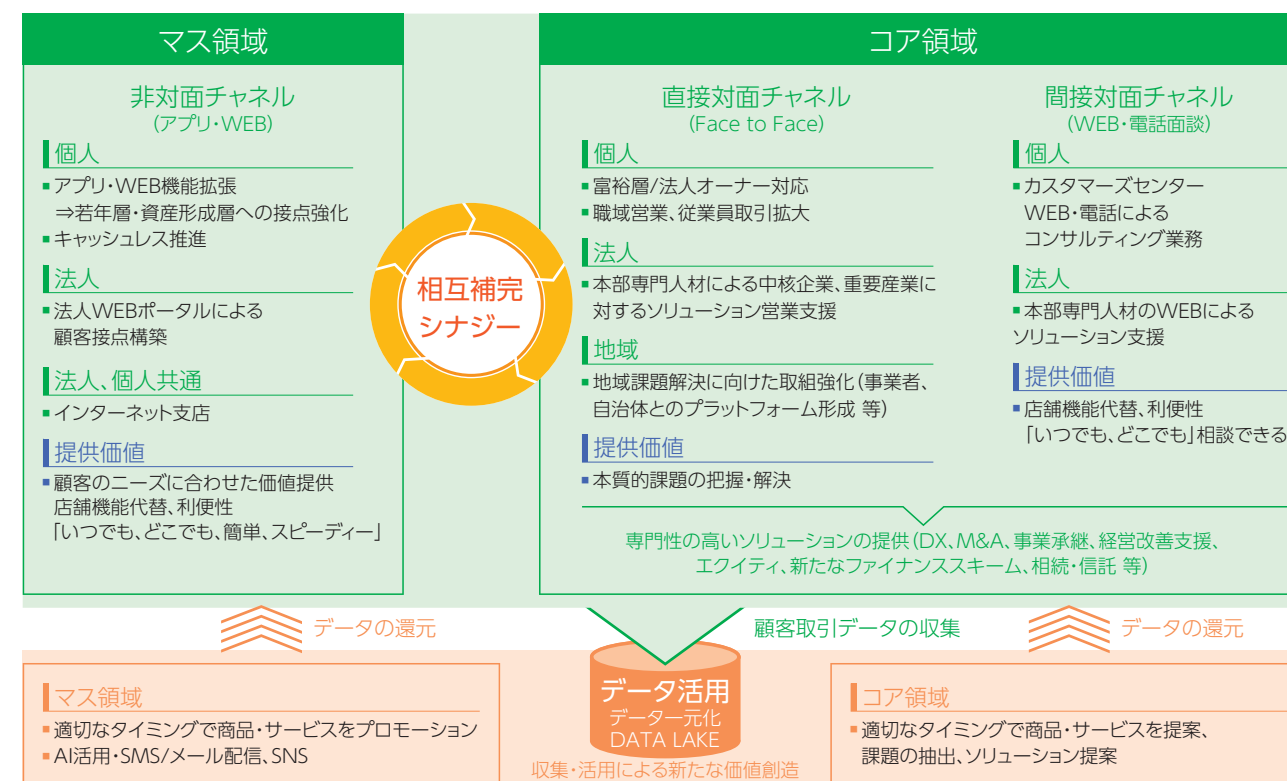 マス領域
非対面チャネル
(アプリ・WEB)
個人
▪アプリ・WEB機能拡張
⇒若年層・資産形成層への接点強化
▪キャッシュレス推進
法人
▪法人WEBポータルによる
顧客接点構築
法人、個人共通
▪インターネット支店
提供価値
▪顧客のニーズに合わせた価値提供
店舗機能代替、利便性
「いつでも、どこでも、簡単、スピーディー」
相互補完
シナジー
コア領域
直接対面チャネル
(Face to Face)
個人
▪富裕層/法人オーナー対応
▪職域営業、従業員取引拡大
法人
▪本部専門人材による中核企業、重要産業に
対するソリューション営業支援
地域
▪地域課題解決に向けた取組強化(事業者、
自治体とのプラットフォーム形成 等)
提供価値
▪本質的課題の把握・解決
間接対面チャネル
(WEB・電話面談)
個人
▪カスタマーズセンター
WEB・電話による
コンサルティング業務
法人
▪本部専門人材のWEBによる
ソリューション支援
提供価値
▪店舗機能代替、利便性
「いつでも、どこでも」相談できる
専門性の高いソリューションの提供(DX、M&A、事業承継、経営改善支援、
エクイティ、新たなファイナンススキーム、相続・信託 等)
データの還元
顧客取引データの収集
データの還元
マス領域
▪適切なタイミングで商品・サービスをプロモーション
▪AI活用・SMS/メール配信、SNS
データ活用
データ一元化
DATA LAKE
収集・活用による新たな価値創造
コア領域
▪適切なタイミングで商品・サービスを提案、
課題の抽出、ソリューション提案